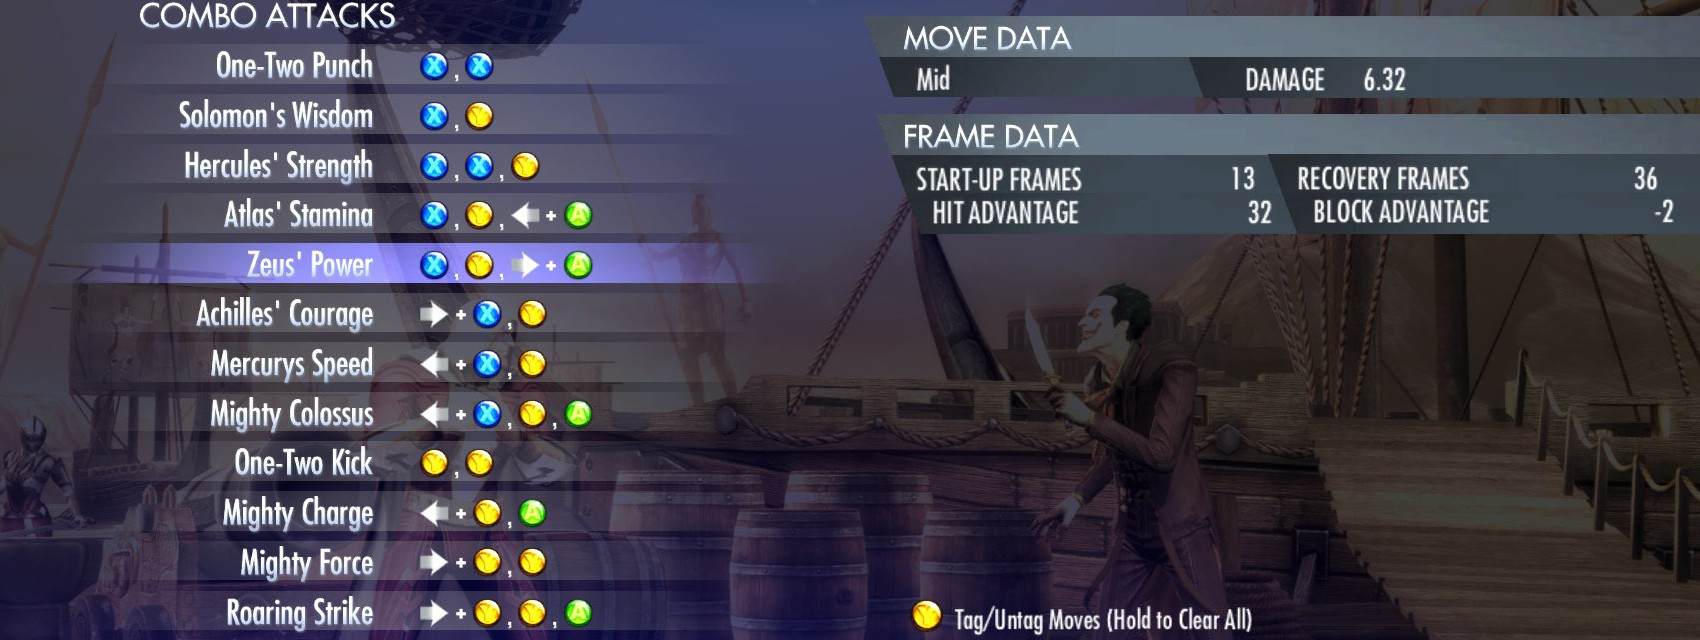 COMBO ATTACKS
One-Two Punch X , X
Solomon's Wisdom X , Y
Hercules' Strength X , X , Y
Atlas' Stamina X , Y , ← + A
Zeus' Power X , Y , → + A
Achilles' Courage → + X , Y
Mercurys Speed ← + X , Y
Mighty Colossus ← + X , Y , A
One-Two Kick Y , Y
Mighty Charge ← + Y , A
Mighty Force → + Y , Y
Roaring Strike → + Y , Y , A
MOVE DATA
Mid DAMAGE 6.32
FRAME DATA
START-UP FRAMES 13 RECOVERY FRAMES 36
HIT ADVANTAGE 32 BLOCK ADVANTAGE -2
Y Tag/Untag Moves (Hold to Clear All)